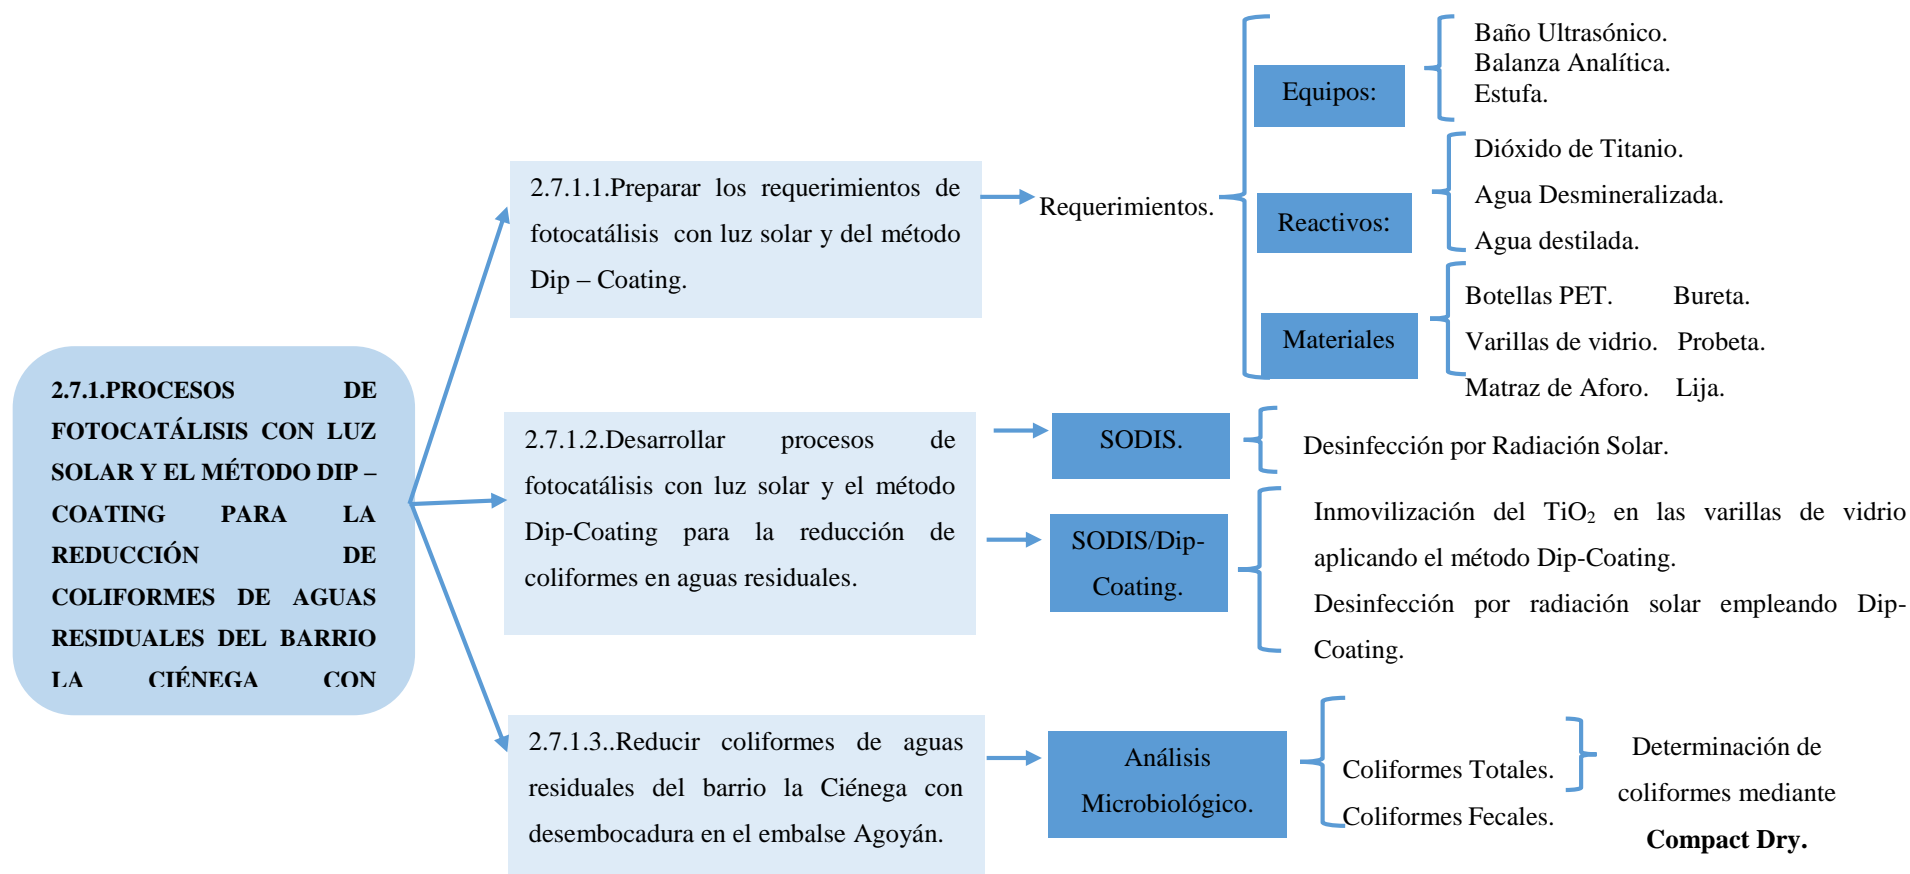 2.7.1.PROCESOS DE
FOTOCATÁLISIS CON LUZ
SOLAR Y EL MÉTODO DIP –
COATING PARA LA
REDUCCIÓN DE
COLIFORMES DE AGUAS
RESIDUALES DEL BARRIO
LA CIÉNEGA CON
2.7.1.1.Preparar los requerimientos de
fotocatálisis con luz solar y del método
Dip – Coating.
Requerimientos.
Equipos:
Baño Ultrasónico.
Balanza Analítica.
Estufa.
Reactivos:
Dióxido de Titanio.
Agua Desmineralizada.
Agua destilada.
Materiales
Botellas PET. Bureta.
Varillas de vidrio. Probeta.
Matraz de Aforo. Lija.
2.7.1.2.Desarrollar procesos de
fotocatálisis con luz solar y el método
Dip-Coating para la reducción de
coliformes en aguas residuales.
SODIS.
Desinfección por Radiación Solar.
SODIS/Dip-
Coating.
Inmovilización del TiO₂ en las varillas de vidrio
aplicando el método Dip-Coating.
Desinfección por radiación solar empleando Dip-
Coating.
2.7.1.3..Reducir coliformes de aguas
residuales del barrio la Ciénega con
desembocadura en el embalse Agoyán.
Análisis
Microbiológico.
Coliformes Totales.
Coliformes Fecales.
Determinación de
coliformes mediante
Compact Dry.